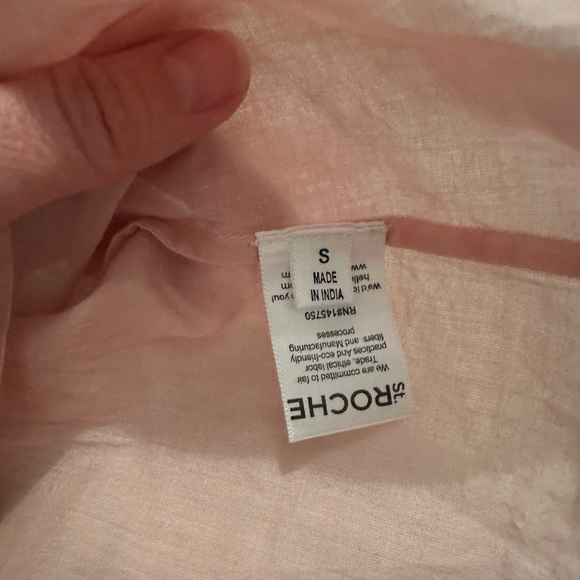 S
MADE
IN INDIA
St.
ROCHE
We are committed to fair
Trade, ethical labor
practices And eco-friendly
fibers and Manufacturing
processes
RN#145750
We'd